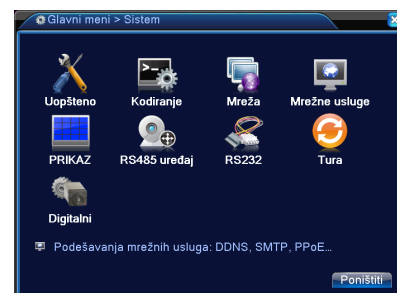 Glavni meni > Sistem
Uopšteno Kodiranje Mreža Mrežne usluge
PRIKAZ RS485 uređaj RS232 Tura
Digitalni
Podešavanja mrežnih usluga: DDNS, SMTP, PPoE...
Poništiti